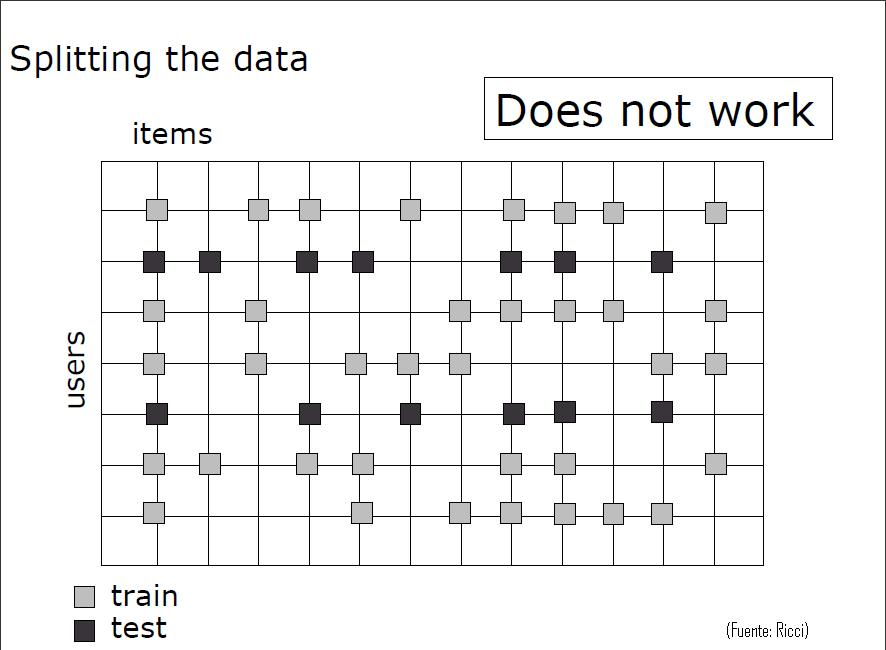 Splitting the data
Does not work
items
users
train
test
(Fuente: Ricci)